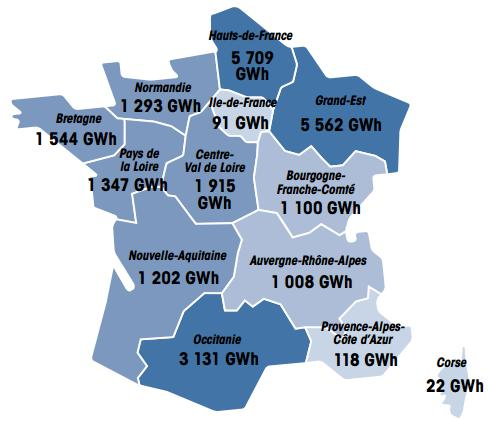 Hauts-de-France
5 709
GWh
Normandie
1 293 GWh
Ile-de-France
91 GWh
Grand-Est
5 562 GWh
Bretagne
1 544 GWh
Pays de
la Loire
1 347 GWh
Centre-
Val de Loire
1 915
GWh
Bourgogne-
Franche-Comté
1 100 GWh
Nouvelle-Aquitaine
1 202 GWh
Auvergne-Rhône-Alpes
1 008 GWh
Occitanie
3 131 GWh
Provence-Alpes-
Côte d'Azur
118 GWh
Corse
22 GWh